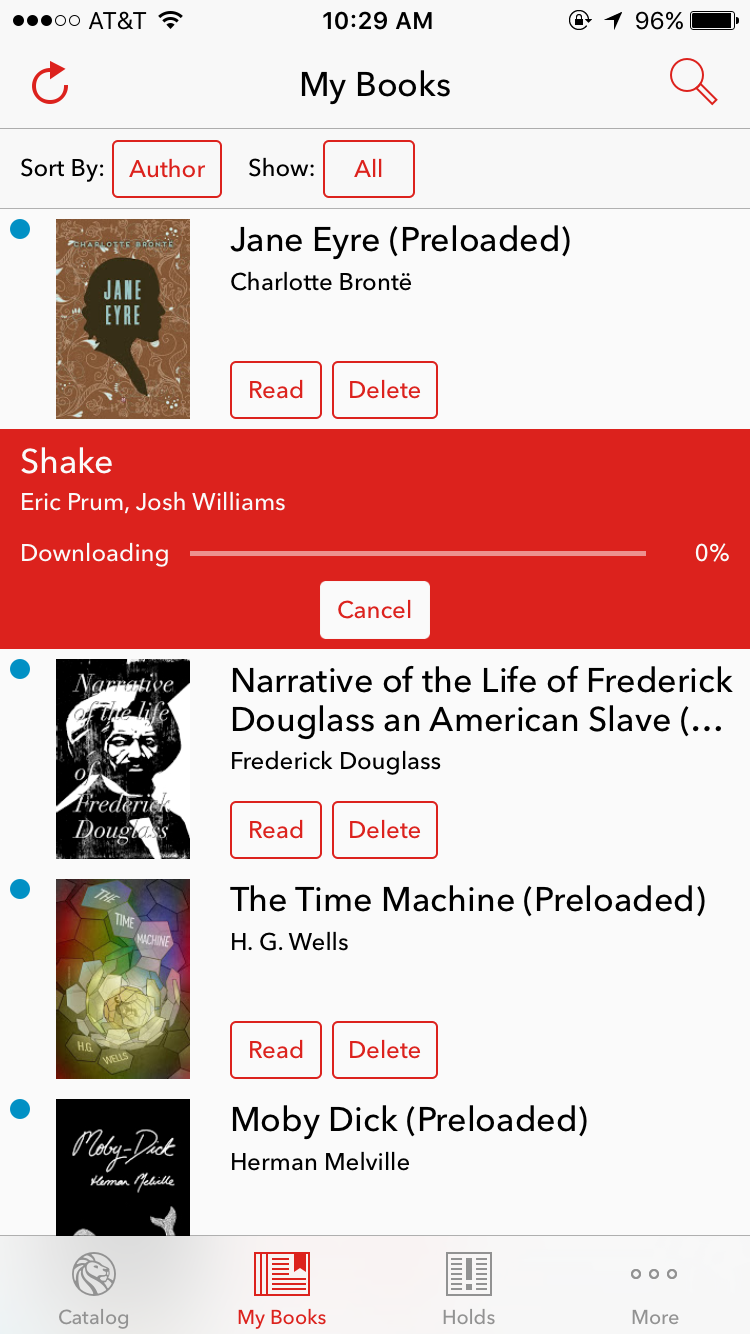 AT&T 10:29 AM 96%
My Books
Sort By: Author Show: All
CHARLOTTE BRONTË
JANE
EYRE
Jane Eyre (Preloaded)
Charlotte Brontë
Read Delete
Shake
Eric Prum, Josh Williams
Downloading 0%
Cancel
Narrative
of the life
of
Frederick
Douglass
Narrative of the Life of Frederick
Douglass an American Slave (...
Frederick Douglass
Read Delete
THE
TIME
MACHINE
H.G.
WELLS
The Time Machine (Preloaded)
H. G. Wells
Read Delete
Moby-Dick
Herman Melville
Moby Dick (Preloaded)
Herman Melville
Catalog My Books Holds More